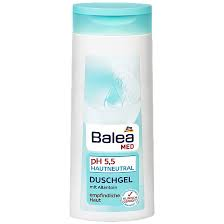 Balea
MED
pH 5,5
HAUTNEUTRAL
DUSCHGEL
mit Allantoin
empfindliche
Haut